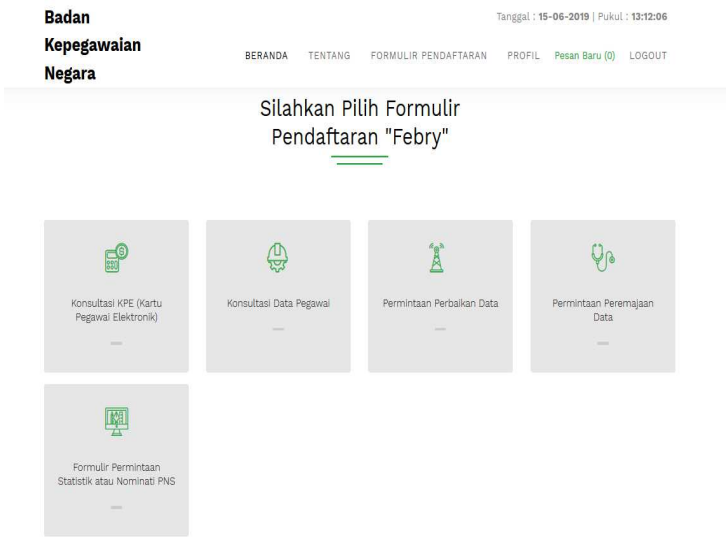 Badan
Kepegawaian
Negara
Tanggal : 15-06-2019 | Pukul : 13:12:06
BERANDA TENTANG FORMULIR PENDAFTARAN PROFIL Pesan Baru (0) LOGOUT
Silahkan Pilih Formulir
Pendaftaran "Febry"
Konsultasi KPE (Kartu
Pegawai Elektronik)
Konsultasi Data Pegawai
Permintaan Perbaikan Data
Permintaan Peremajaan
Data
Formulir Permintaan
Statistik atau Nominati PNS